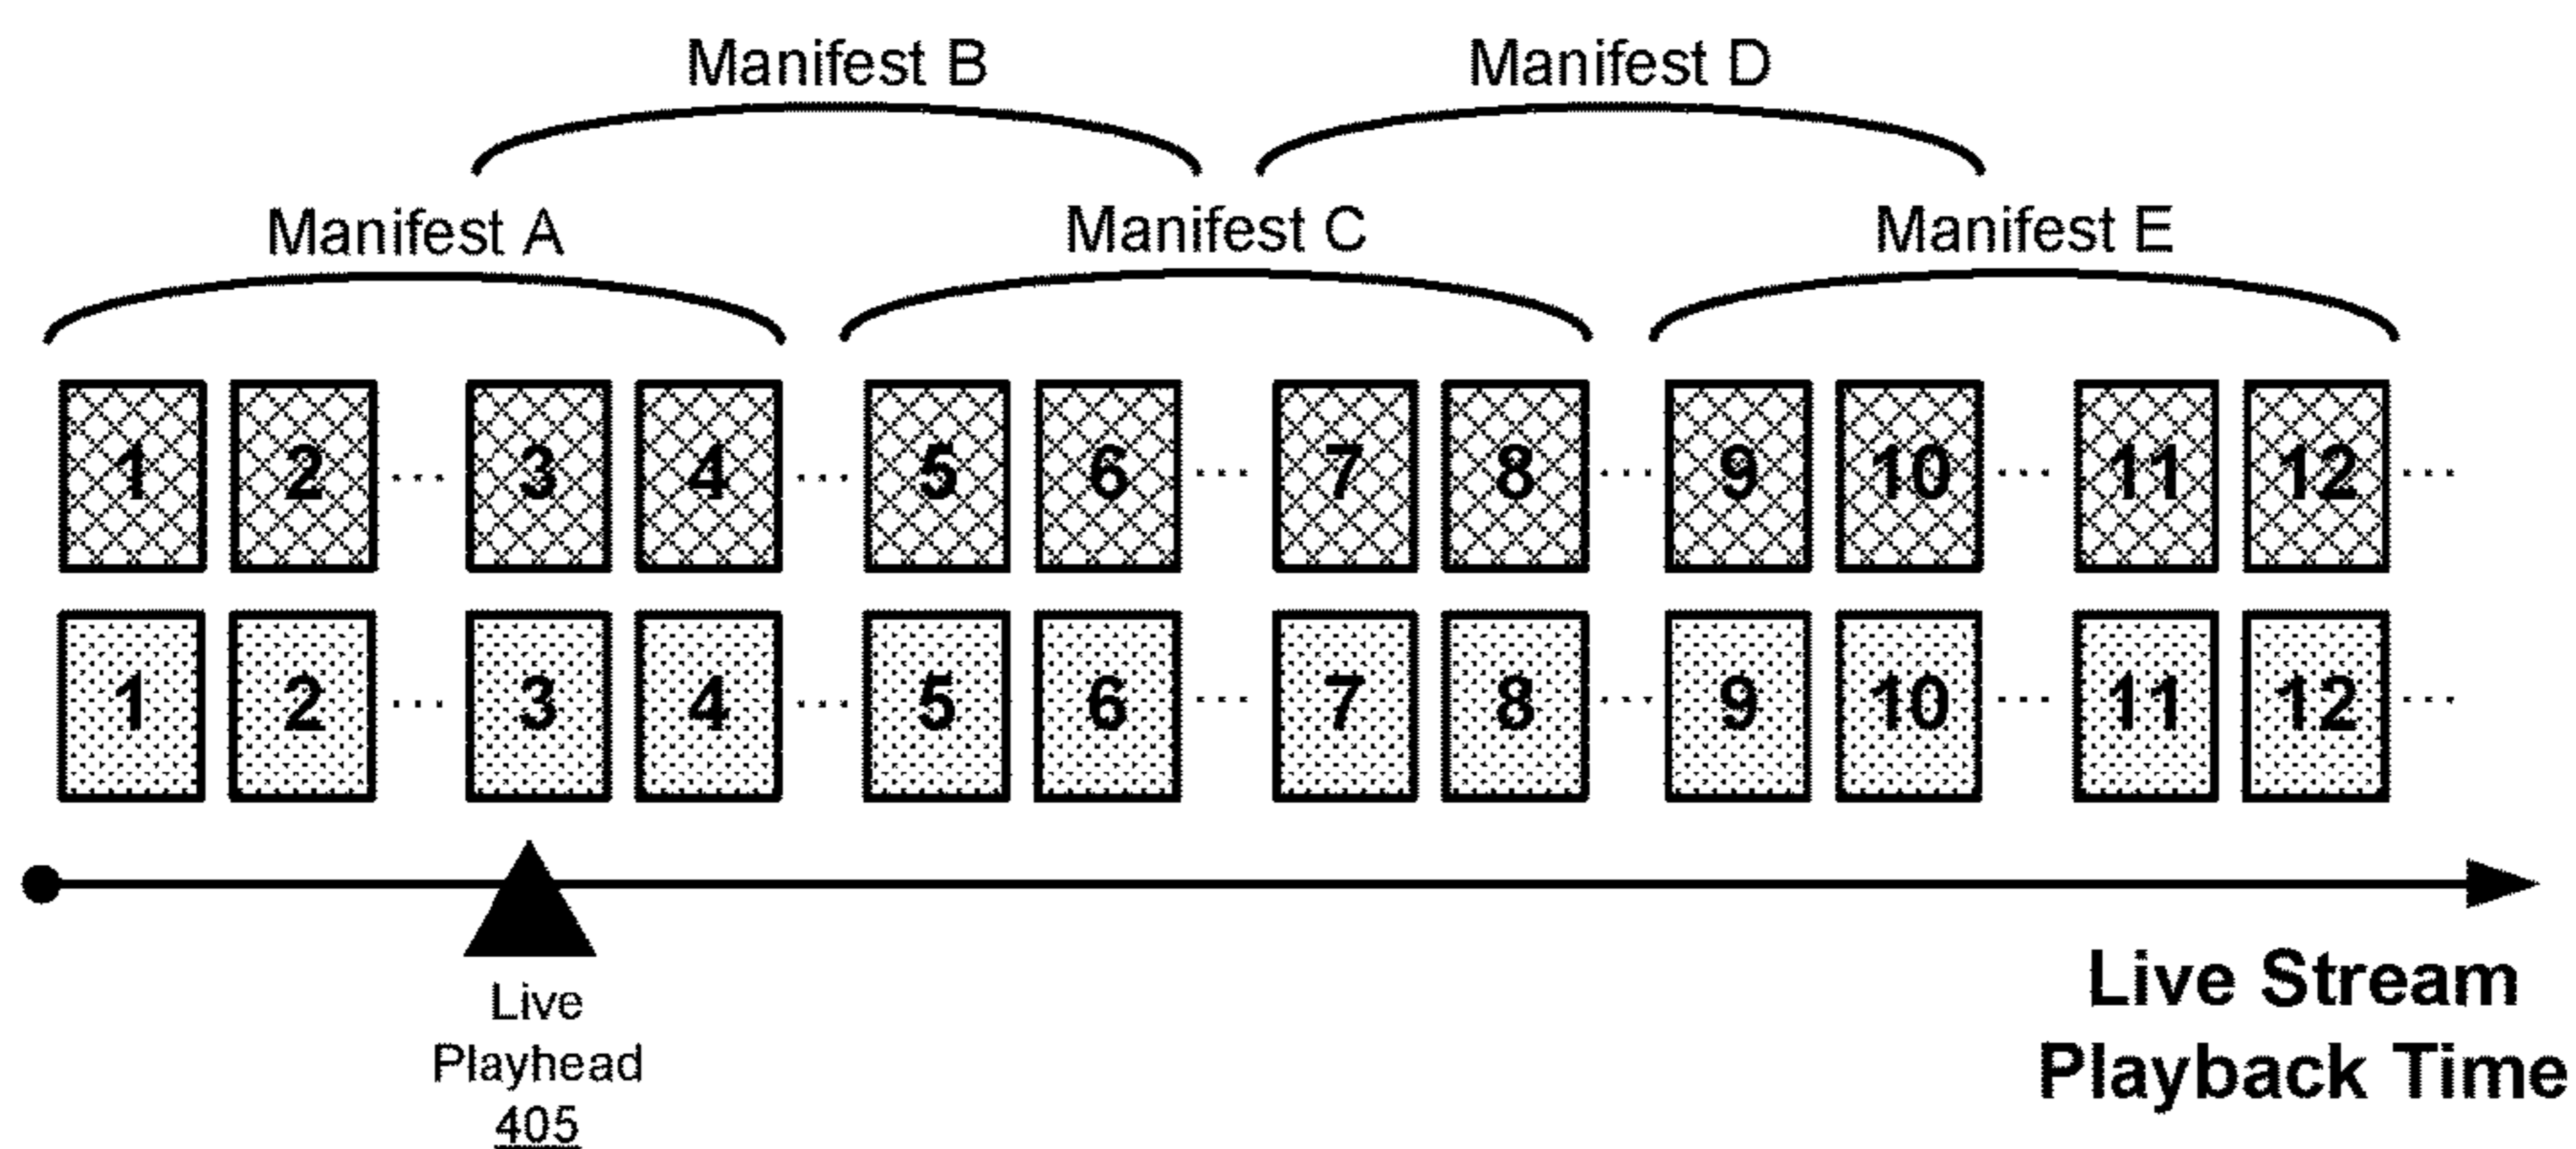 Manifest B Manifest D
Manifest A Manifest C Manifest E
1 2 ... 3 4 ... 5 6 ... 7 8 ... 9 10 ... 11 12 ...
1 2 ... 3 4 ... 5 6 ... 7 8 ... 9 10 ... 11 12 ...
Live
Playhead
405
Live Stream
Playback Time